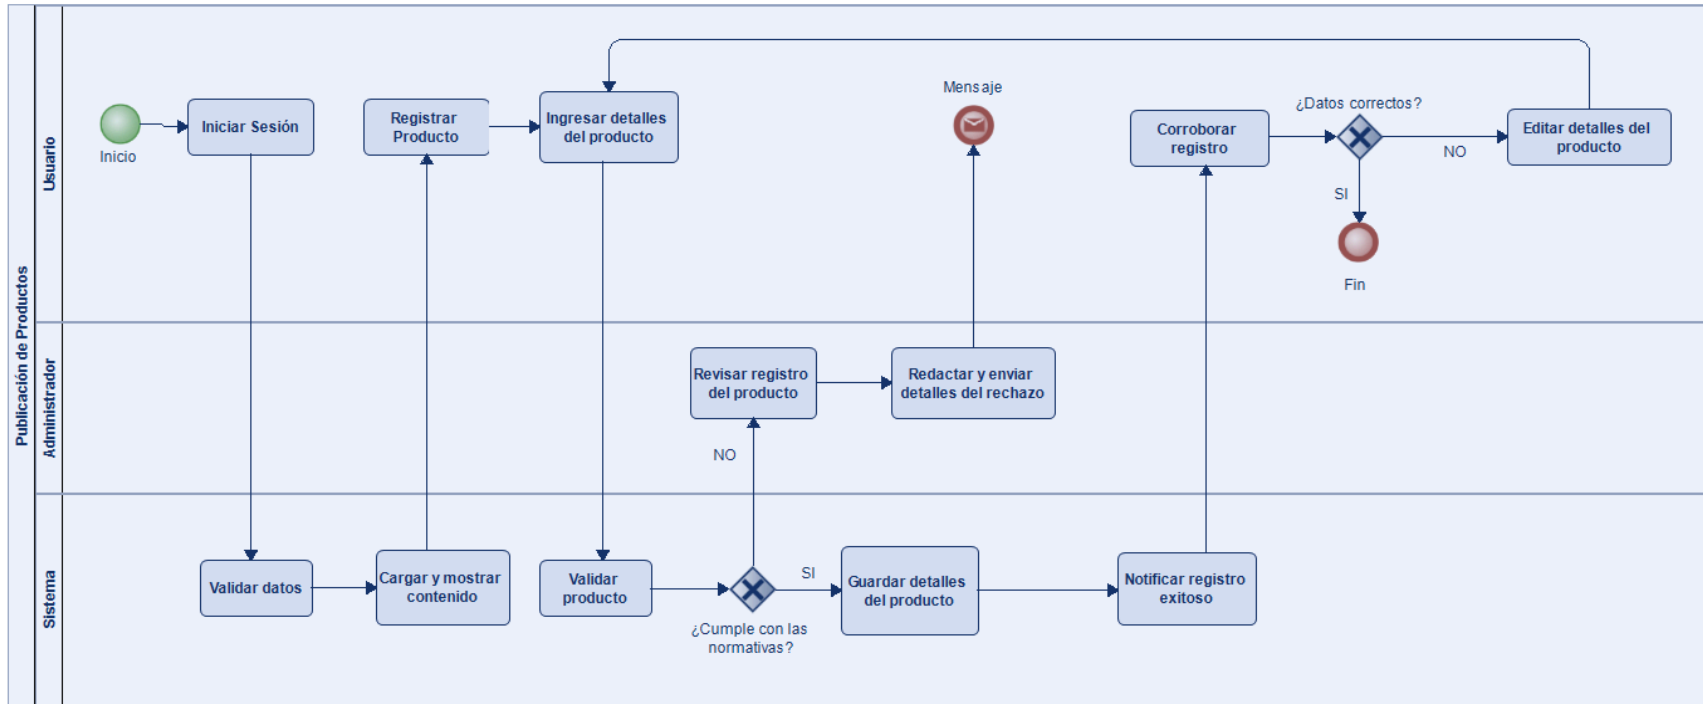 Publicación de Productos
Usuario
Inicio
Iniciar Sesión
Registrar
Producto
Ingresar detalles
del producto
Mensaje
Corroborar
registro
¿Datos correctos?
NO
SI
Fin
Editar detalles del
producto
Administrador
Revisar registro
del producto
Redactar y enviar
detalles del rechazo
NO
Sistema
Validar datos
Cargar y mostrar
contenido
Validar
producto
¿Cumple con las
normativas?
SI
Guardar detalles
del producto
Notificar registro
exitoso